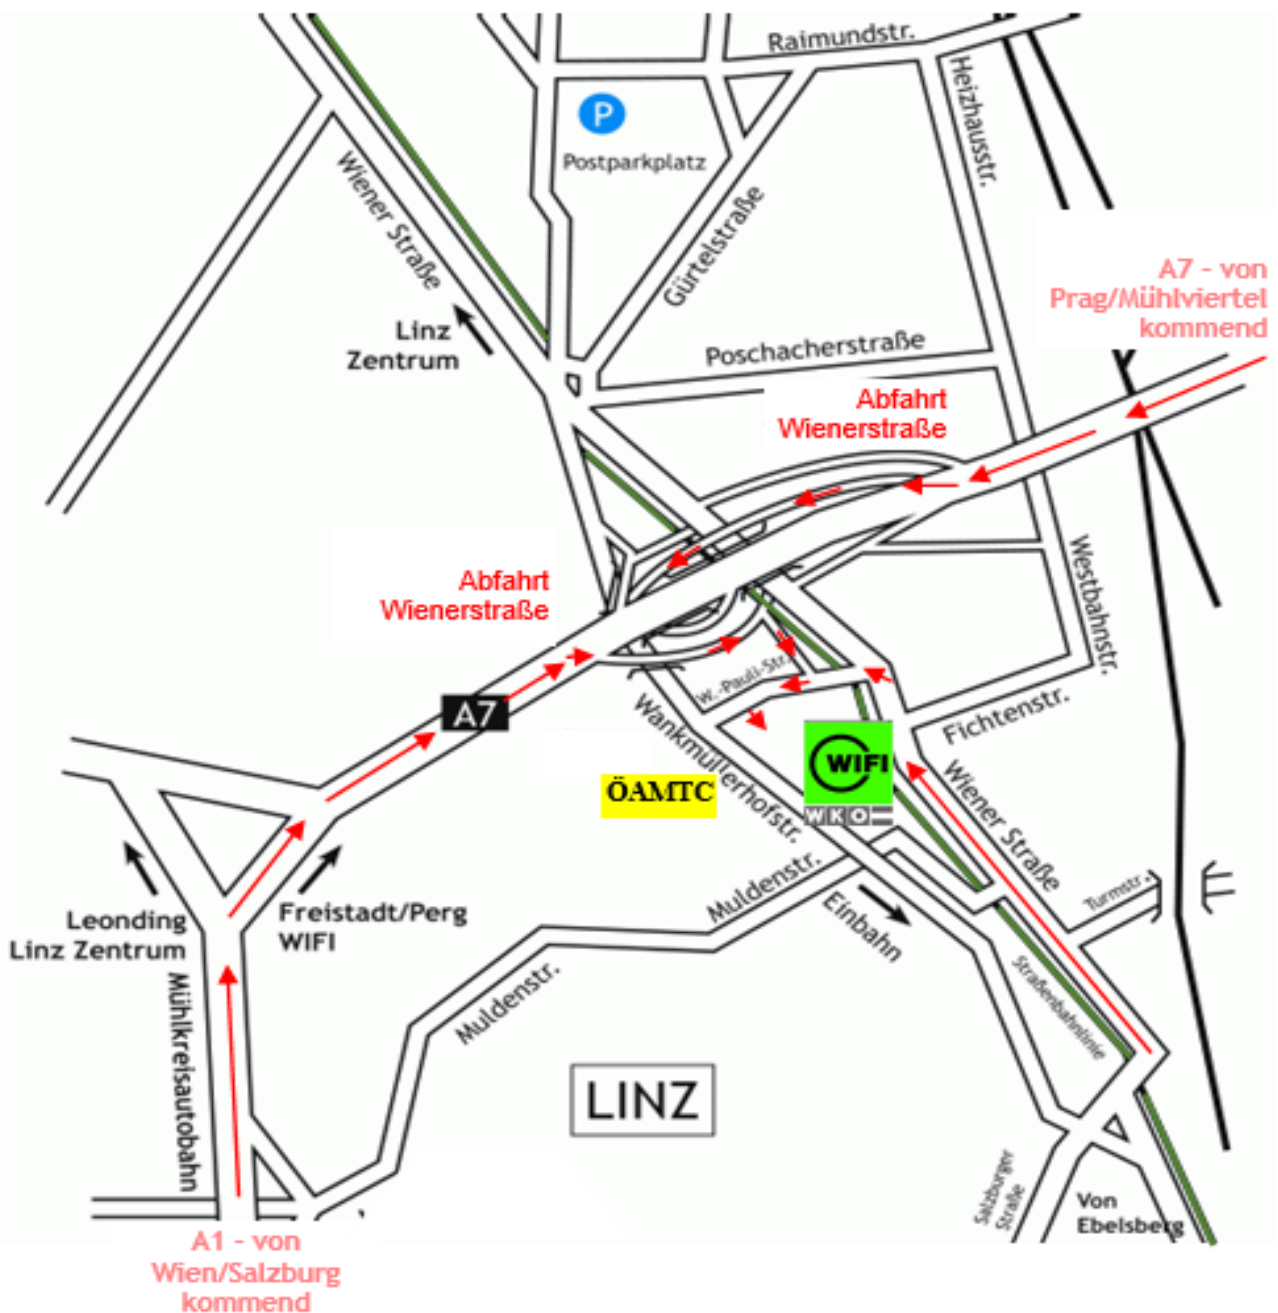 Raimundstr.
Heizhausstr.
P
Postparkplatz
Wiener Straße
Gürtelstraße
A7 - von
Prag/Mühlviertel
kommend
Linz
Zentrum
Poschacherstraße
Abfahrt
Wienerstraße
Abfahrt
Wienerstraße
Westbahnstr.
W.-Pauli-Str.
A7
Wankmüllerhofstr.
Fichtenstr.
WIFI
WKO
ÖAMTC
Wiener Straße
Muldenstr.
Turmstr.
Einbahn
Leonding
Linz Zentrum
Freistadt/Perg
WIFI
Mühlkreisautobahn
Muldenstr.
Straßenbahnlinie
LINZ
Salzburger
Straße
Von
Ebelsberg
A1 - von
Wien/Salzburg
kommend